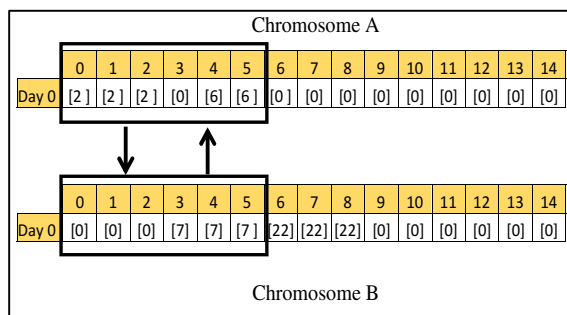 Chromosome A
0 1 2 3 4 5 6 7 8 9 10 11 12 13 14
Day 0 [2 ] [2 ] [2 ] [0] [6] [6 ] [0 ] [0] [0] [0] [0] [0] [0] [0] [0]
0 1 2 3 4 5 6 7 8 9 10 11 12 13 14
Day 0 [0] [0] [0] [7] [7] [7 ] [22] [22] [22] [0] [0] [0] [0] [0] [0]
Chromosome B